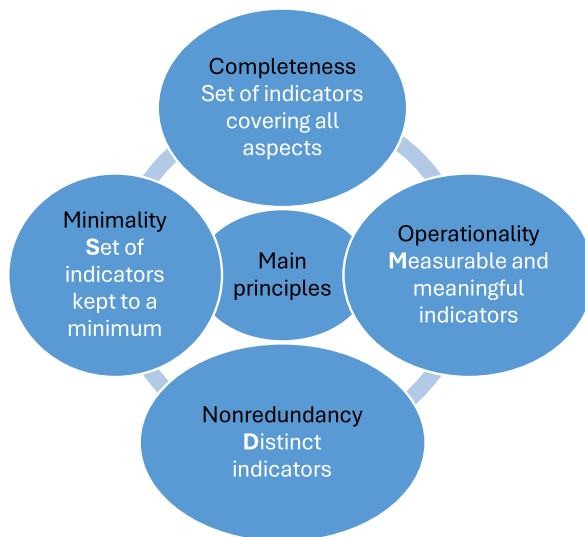 Completeness
Set of indicators
covering all
aspects
Minimality
Set of
indicators
kept to a
minimum
Main
principles
Operationality
Measurable and
meaningful
indicators
Nonredundancy
Distinct
indicators